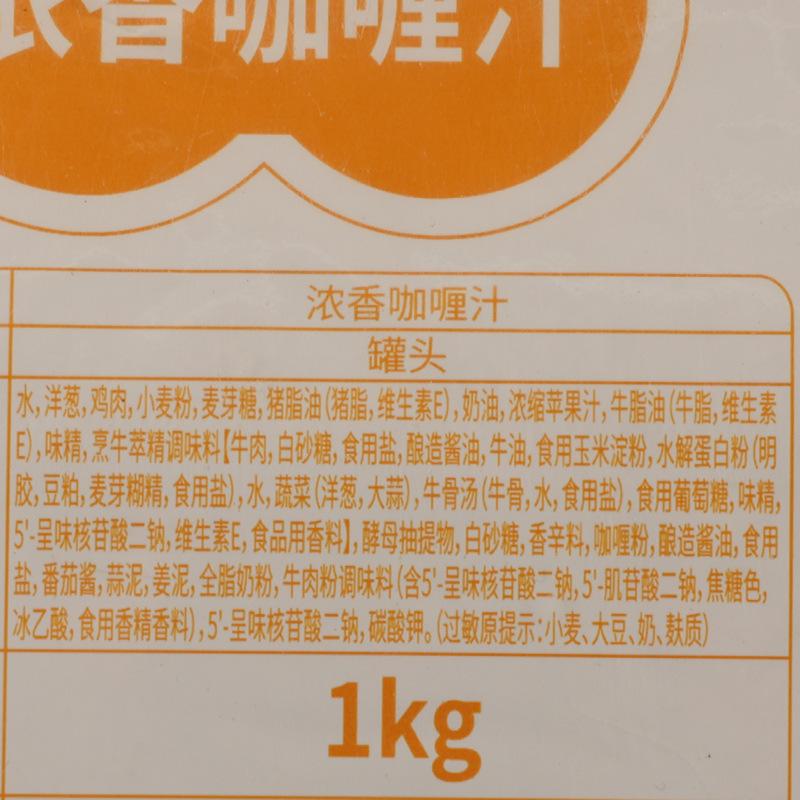 浓香咖喱汁
浓香咖喱汁
罐头
水,洋葱,鸡肉,小麦粉,麦芽糖,猪脂油(猪脂,维生素E),奶油,浓缩苹果汁,牛脂油(牛脂,维生素
E),味精,烹牛萃精调味料【牛肉,白砂糖,食用盐,酿造酱油,牛油,食用玉米淀粉,水解蛋白粉(明
胶,豆粕,麦芽糊精,食用盐),水,蔬菜(洋葱,大蒜),牛骨汤(牛骨,水,食用盐),食用葡萄糖,味精,
5'-呈味核苷酸二钠,维生素E,食品用香料】,酵母抽提物,白砂糖,香辛料,咖喱粉,酿造酱油,食用
盐,番茄酱,蒜泥,姜泥,全脂奶粉,牛肉粉调味料(含5'-呈味核苷酸二钠,5'-肌苷酸二钠,焦糖色,
冰乙酸,食用香精香料),5'-呈味核苷酸二钠,碳酸钾。(过敏原提示:小麦、大豆、奶、麸质)
1kg